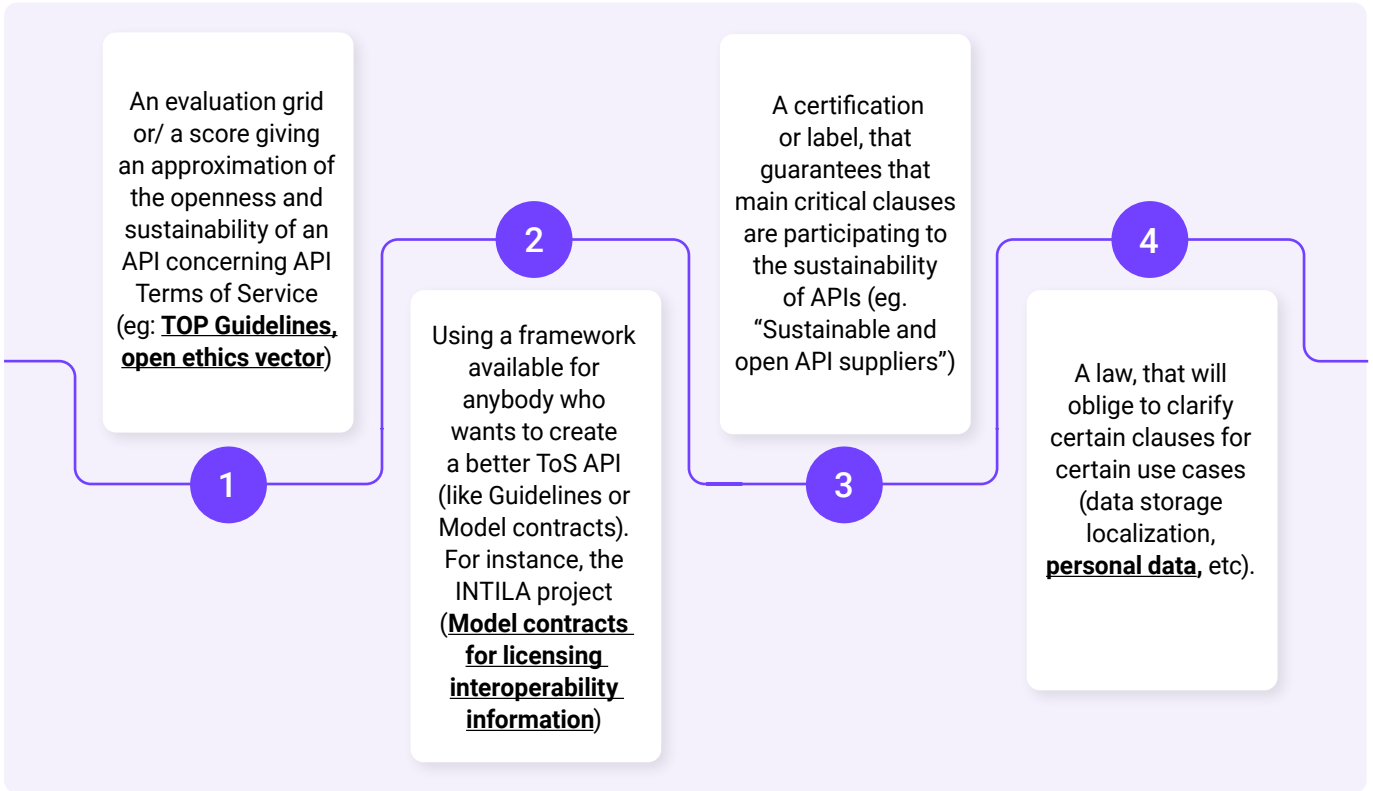 An evaluation grid
or/ a score giving
an approximation of
the openness and
sustainability of an
API concerning API
Terms of Service
(eg: TOP Guidelines,
open ethics vector)
1
2
Using a framework
available for
anybody who
wants to create
a better ToS API
(like Guidelines or
Model contracts).
For instance, the
INTILA project
(Model contracts
for licensing
interoperability
information)
A certification
or label, that
guarantees that
main critical clauses
are participating to
the sustainability
of APIs (eg.
“Sustainable and
open API suppliers”)
3
4
A law, that will
oblige to clarify
certain clauses for
certain use cases
(data storage
localization,
personal data, etc).